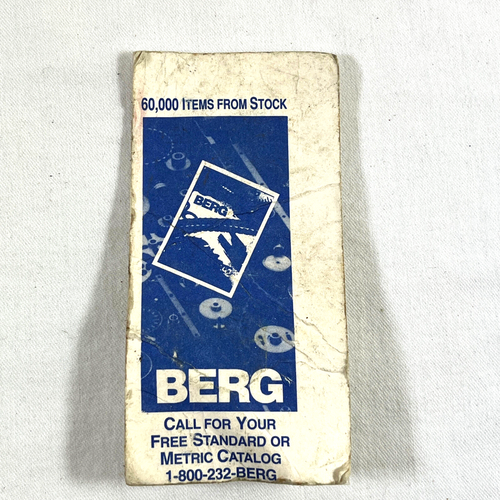 60,000 ITEMS FROM STOCK
BERG
BERG
CALL FOR YOUR
FREE STANDARD OR
METRIC CATALOG
1-800-232-BERG